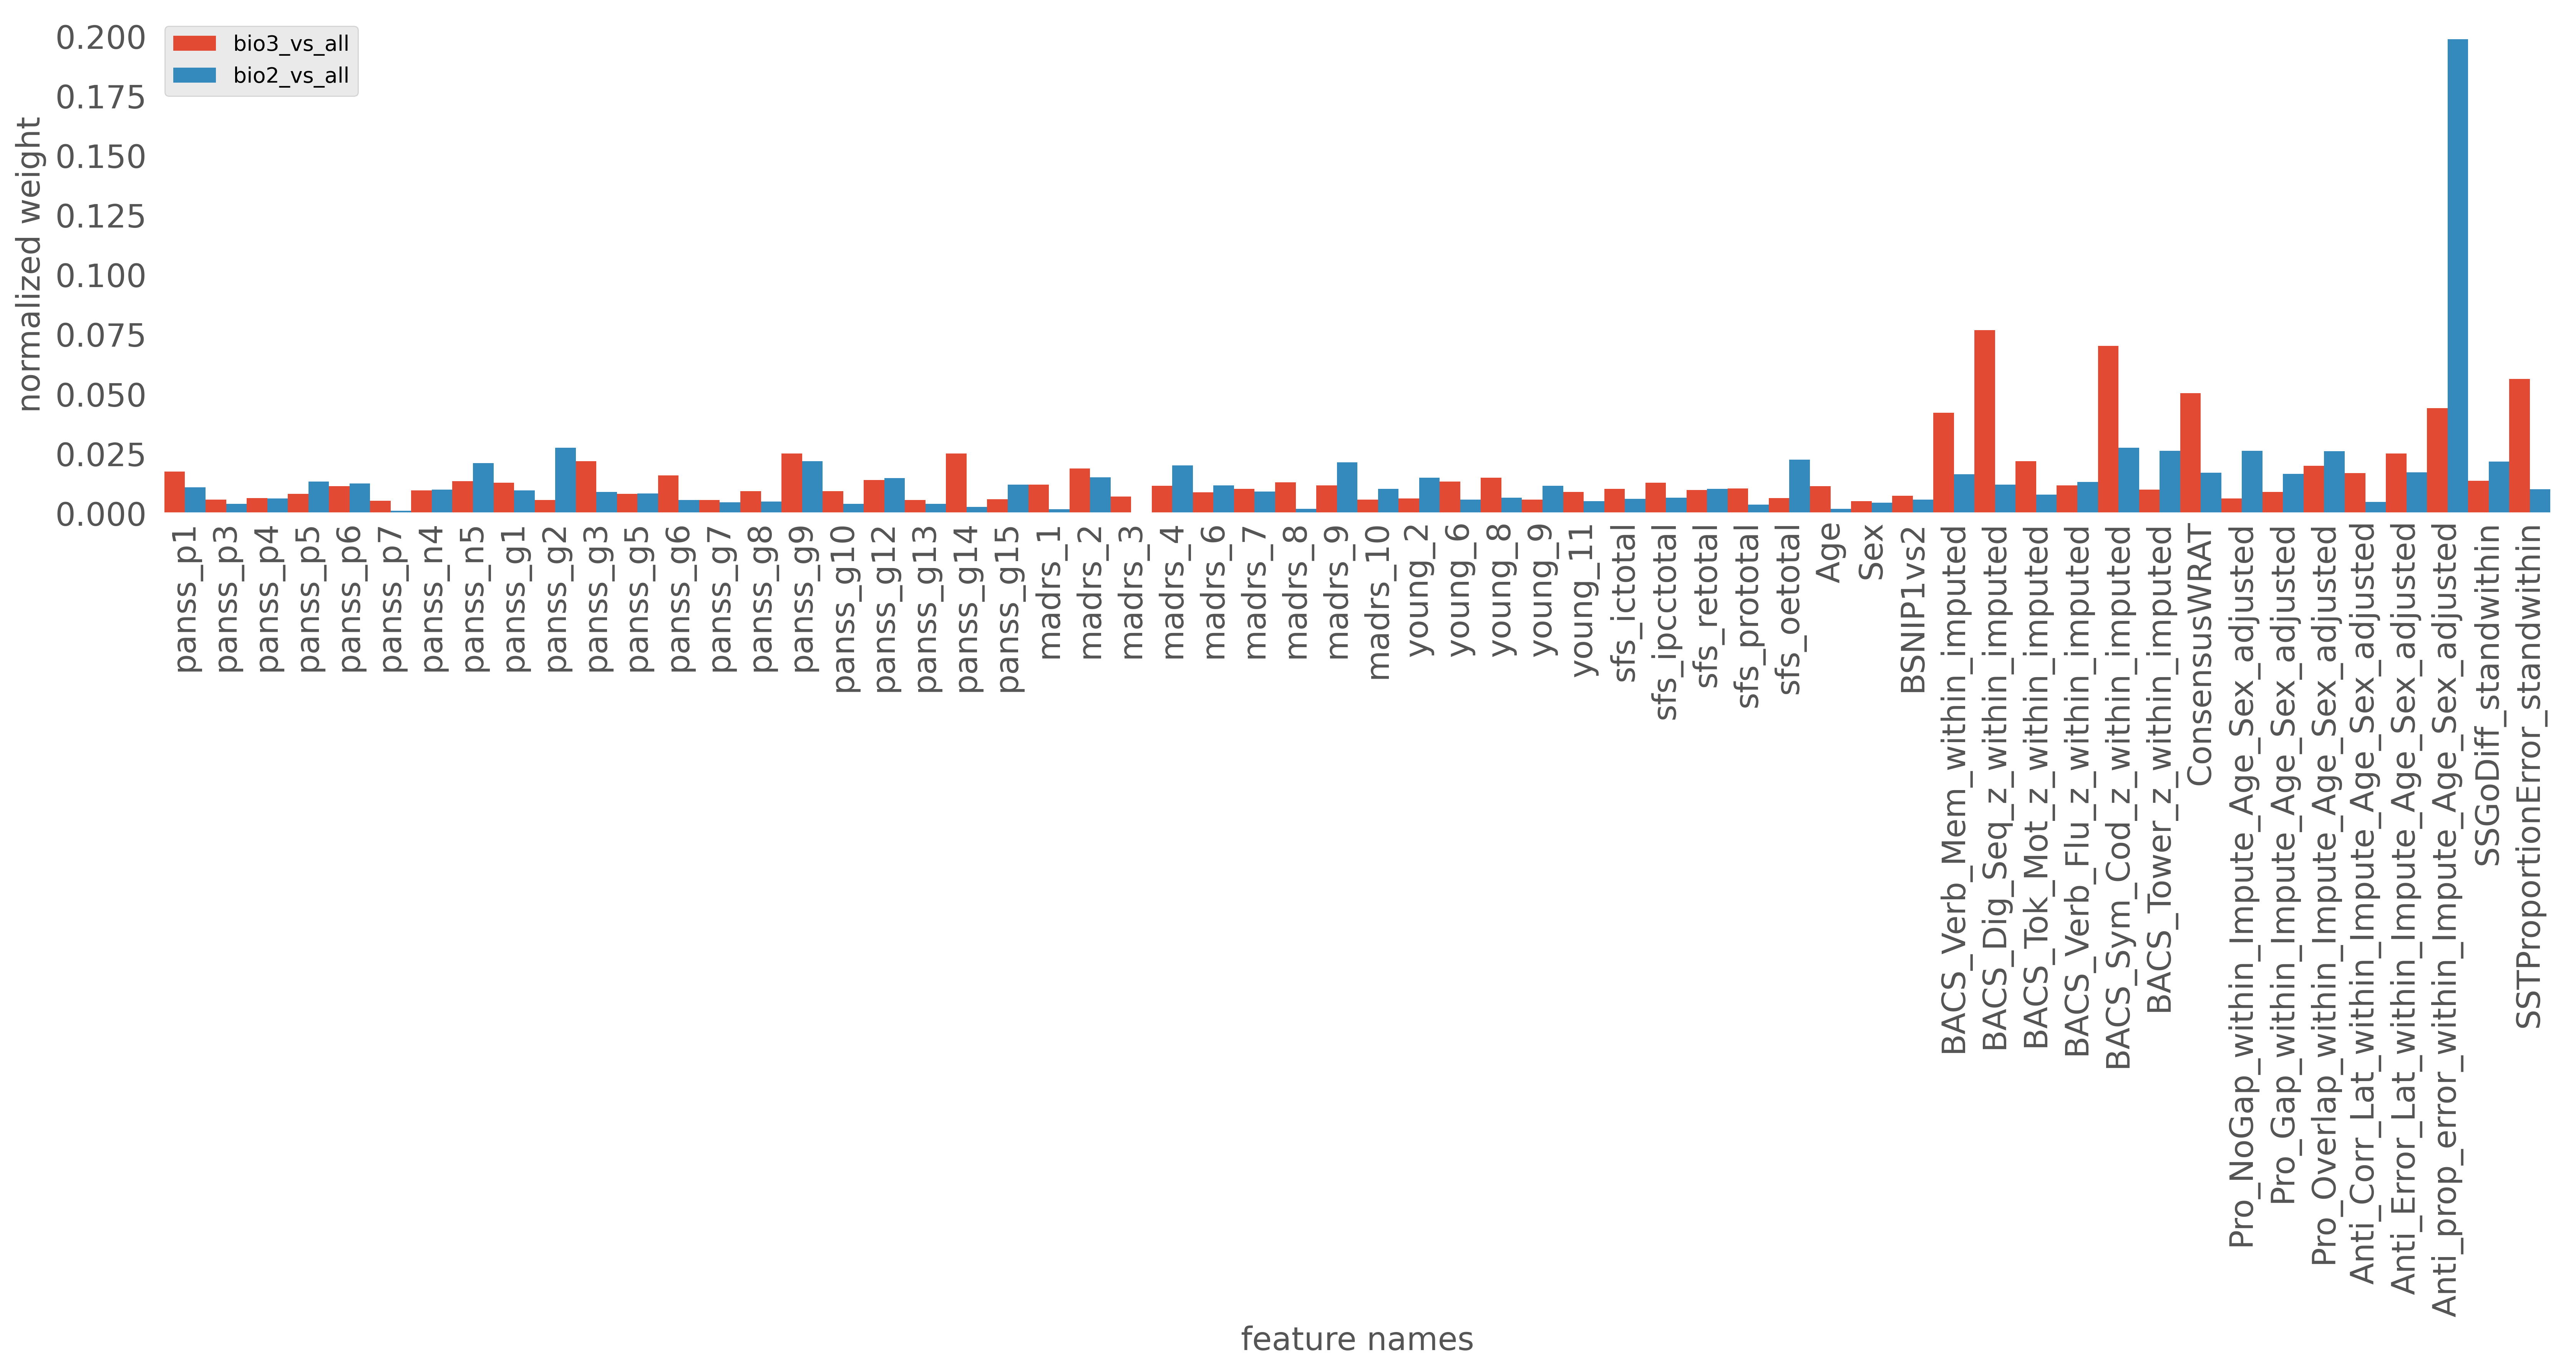 0.200
0.175
0.150
0.125
0.100
0.075
0.050
0.025
0.000
normalized weight
bio3_vs_all
bio2_vs_all
panss_p1
panss_p3
panss_p4
panss_p5
panss_p6
panss_p7
panss_n4
panss_n5
panss_g1
panss_g2
panss_g3
panss_g5
panss_g6
panss_g7
panss_g8
panss_g9
panss_g10
panss_g12
panss_g13
panss_g14
panss_g15
madrs_1
madrs_2
madrs_3
madrs_4
madrs_6
madrs_7
madrs_8
madrs_9
madrs_10
young_2
young_6
young_8
young_9
young_11
sfs_ictotal
sfs_ipcctotal
sfs_retotal
sfs_prototal
sfs_oetotal
Age
Sex
BSNIP1vs2
BACS_Verb_Mem_within_imputed
BACS_Dig_Seq_z_within_imputed
BACS_Tok_Mot_z_within_imputed
BACS_Verb_Flu_z_within_imputed
BACS_Sym_Cod_z_within_imputed
BACS_Tower_z_within_imputed
ConsensusWRAT
Pro_NoGap_within_Impute_Age_Sex_adjusted
Pro_Gap_within_Impute_Age_Sex_adjusted
Pro_Overlap_within_Impute_Age_Sex_adjusted
Anti_Corr_Lat_within_Impute_Age_Sex_adjusted
Anti_Error_Lat_within_Impute_Age_Sex_adjusted
Anti_prop_error_within_Impute_Age_Sex_adjusted
SSGoDiff_standwithin
SSTProportionError_standwithin
feature names